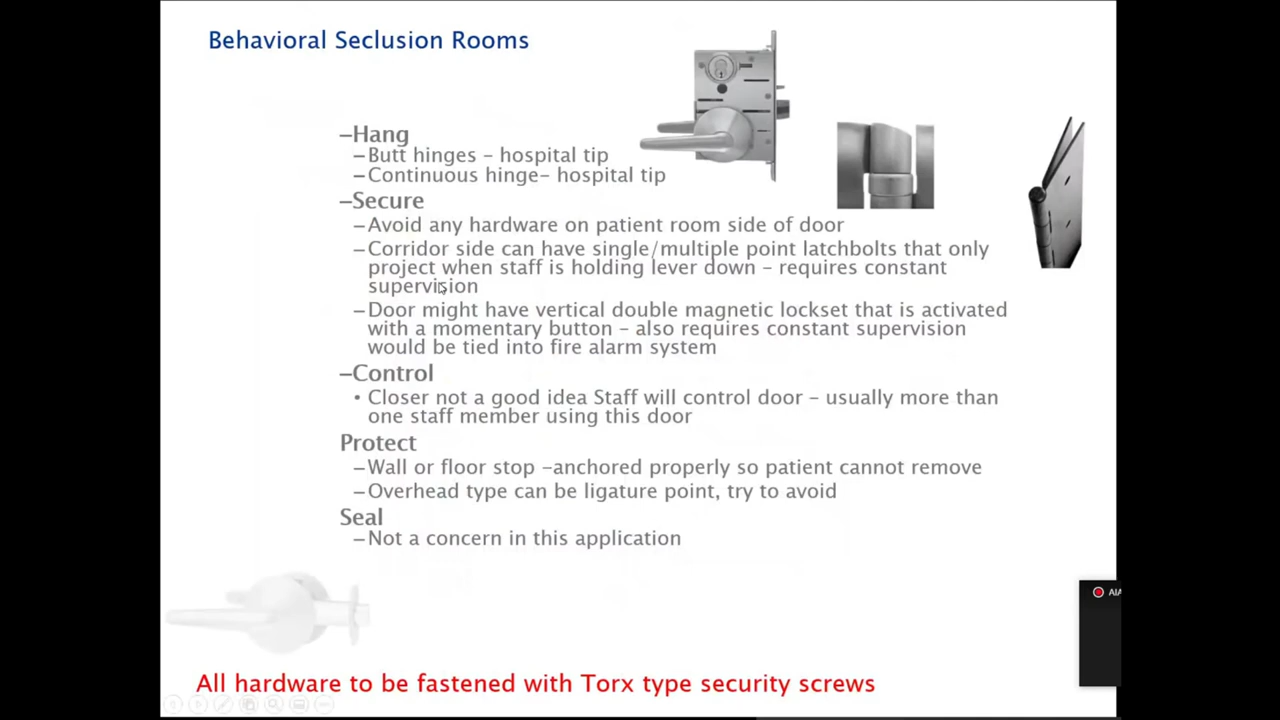 Behavioral Seclusion Rooms
–Hang
–Butt hinges – hospital tip
–Continuous hinge– hospital tip
–Secure
–Avoid any hardware on patient room side of door
–Corridor side can have single/multiple point latchbolts that only
project when staff is holding lever down – requires constant
supervision
–Door might have vertical double magnetic lockset that is activated
with a momentary button – also requires constant supervision
would be tied into fire alarm system
–Control
• Closer not a good idea Staff will control door – usually more than
one staff member using this door
Protect
–Wall or floor stop –anchored properly so patient cannot remove
–Overhead type can be ligature point, try to avoid
Seal
–Not a concern in this application
AIA
All hardware to be fastened with Torx type security screws